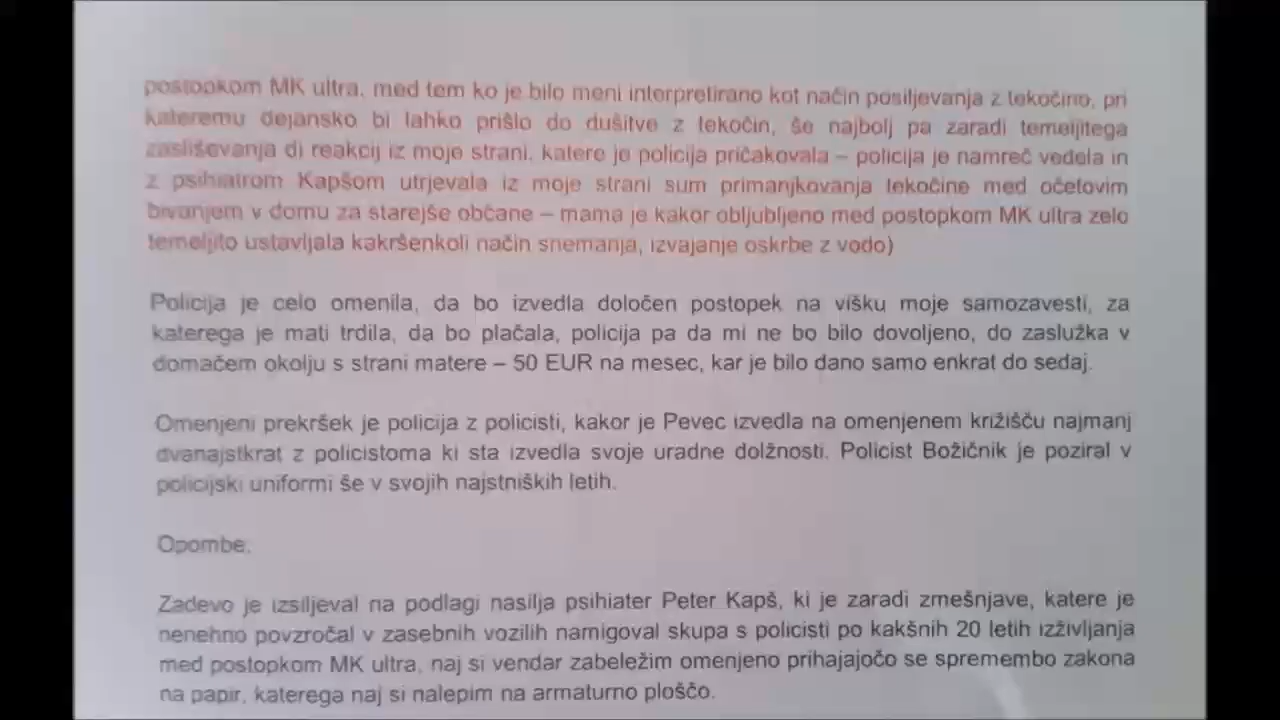 postopkom MK ultra, med tem ko je bilo meni interpretirano kot način posiljevanja z tekočino, pri
kateremu dejansko bi lahko prišlo do dušitve z tekočin, še najbolj pa zaradi temeljitega
zasliševanja di reakcij iz moje strani, katere je policija pričakovala – policija je namreč vedela in
z psihiatrom Kapšom utrjevala iz moje strani sum primanjkovanja tekočine med očetovim
bivanjem v domu za starejše občane – mama je kakor obljubljeno med postopkom MK ultra zelo
temeljito ustavljala kakršenkoli način snemanja, izvajanje oskrbe z vodo)
Policija je celo omenila, da bo izvedla določen postopek na višku moje samozavesti, za
katerega je mati trdila, da bo plačala, policija pa da mi ne bo bilo dovoljeno, do zaslužka v
domačem okolju s strani matere – 50 EUR na mesec, kar je bilo dano samo enkrat do sedaj.
Omenjeni prekršek je policija z policisti, kakor je Pevec izvedla na omenjenem križišču najmanj
dvanajstkrat z policistoma ki sta izvedla svoje uradne dolžnosti. Policist Božičnik je poziral v
policijski uniformi še v svojih najstniških letih.
Opombe.
Zadevo je izsiljeval na podlagi nasilja psihiater Peter Kapš, ki je zaradi zmešnjave, katere je
nenehno povzročal v zasebnih vozilih namigoval skupa s policisti po kakšnih 20 letih izživljanja
med postopkom MK ultra, naj si vendar zabeležim omenjeno prihajajočo se spremembo zakona
na papir, katerega naj si nalepim na armaturno ploščo.